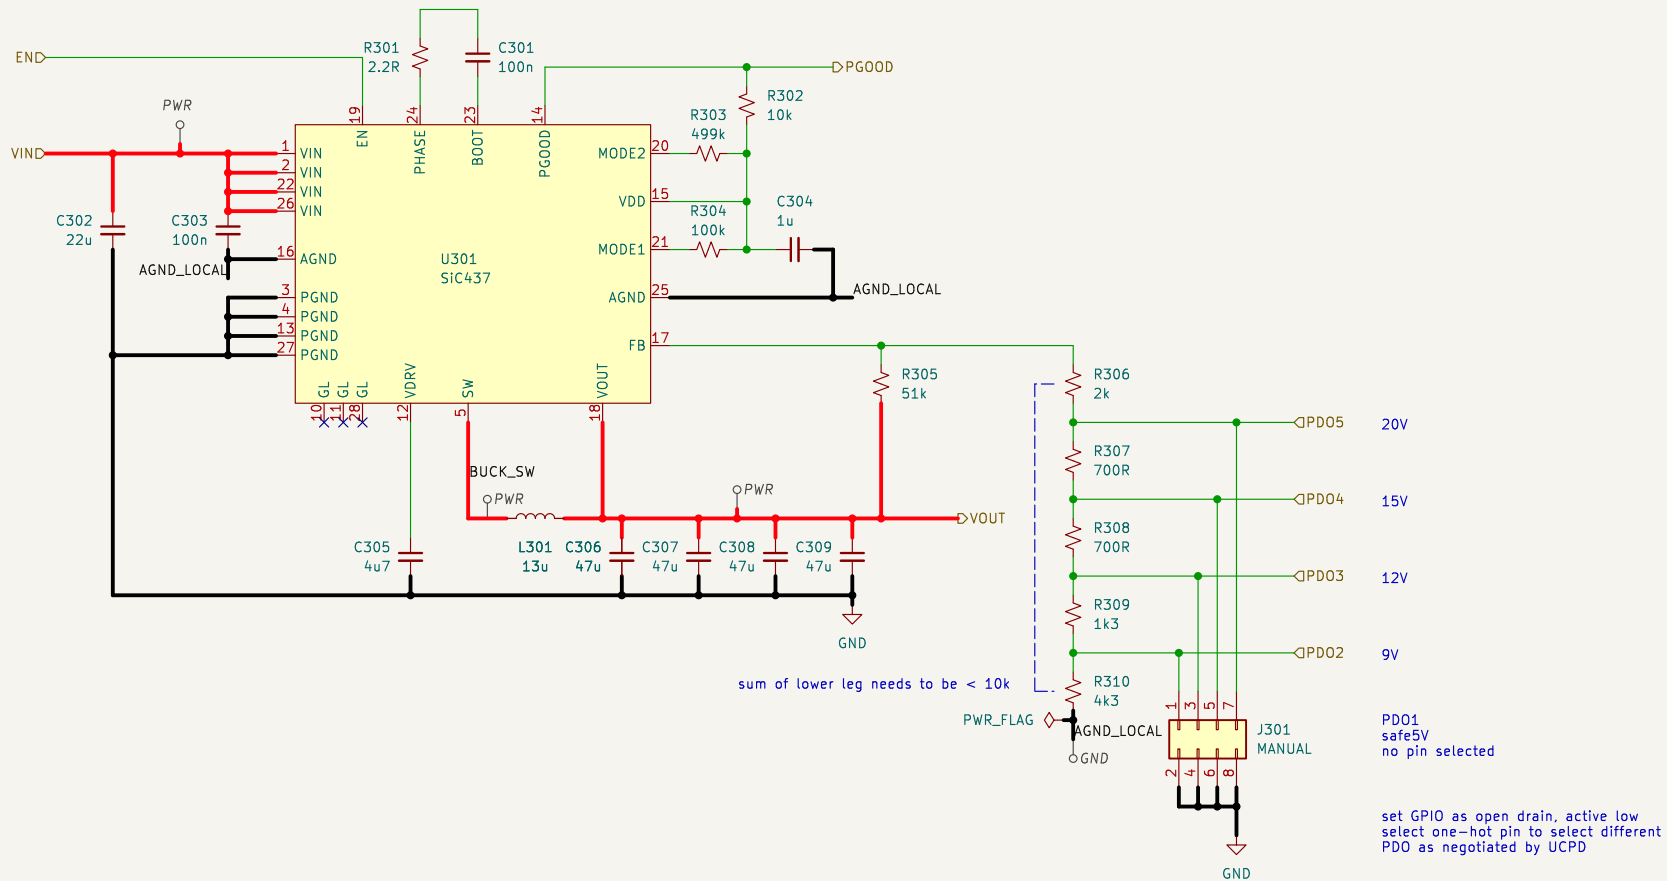 EN
VIN
PWR
R301
2.2R
C301
100n
PGOOD
R302
10k
R303
499k
R304
100k
C304
1u
C302
22u
C303
100n
AGND_LOCAL
19
EN
24
PHASE
23
BOOT
14
PGOOD
1
VIN
2
VIN
22
VIN
26
VIN
16
AGND
3
PGND
4
PGND
13
PGND
27
PGND
MODE2
20
VDD
15
MODE1
21
AGND
25
FB
17
U301
SiC437
GL
10
GL
11
GL
28
VDRV
12
SW
5
VOUT
18
AGND_LOCAL
R305
51k
R306
2k
PDO5
20V
R307
700R
PDO4
15V
R308
700R
PDO3
12V
R309
1k3
PDO2
9V
R310
4k3
BUCK_SW
PWR
PWR
VOUT
C305
4u7
L301
13u
C306
47u
C307
47u
C308
47u
C309
47u
GND
sum of lower leg needs to be < 10k
PWR_FLAG
AGND_LOCAL
GND
1
3
5
7
J301
MANUAL
2
4
6
8
GND
PDO1
safe5V
no pin selected
set GPIO as open drain, active low
select one-hot pin to select different
PDO as negotiated by UCPD